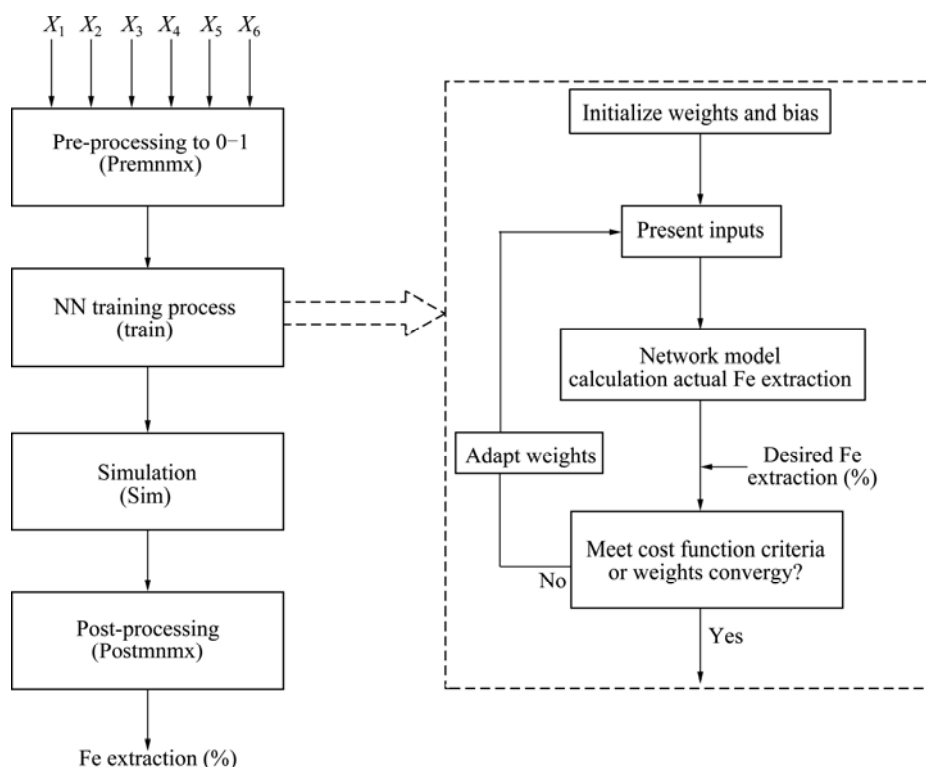 X1 X2 X3 X4 X5 X6
Pre-processing to 0−1
(Premnmx)
NN training process
(train)
Simulation
(Sim)
Post-processing
(Postmnmx)
Fe extraction (%)
Initialize weights and bias
Present inputs
Network model
calculation actual Fe extraction
Adapt weights
Desired Fe
extraction (%)
Meet cost function criteria
or weights convergy?
No
Yes